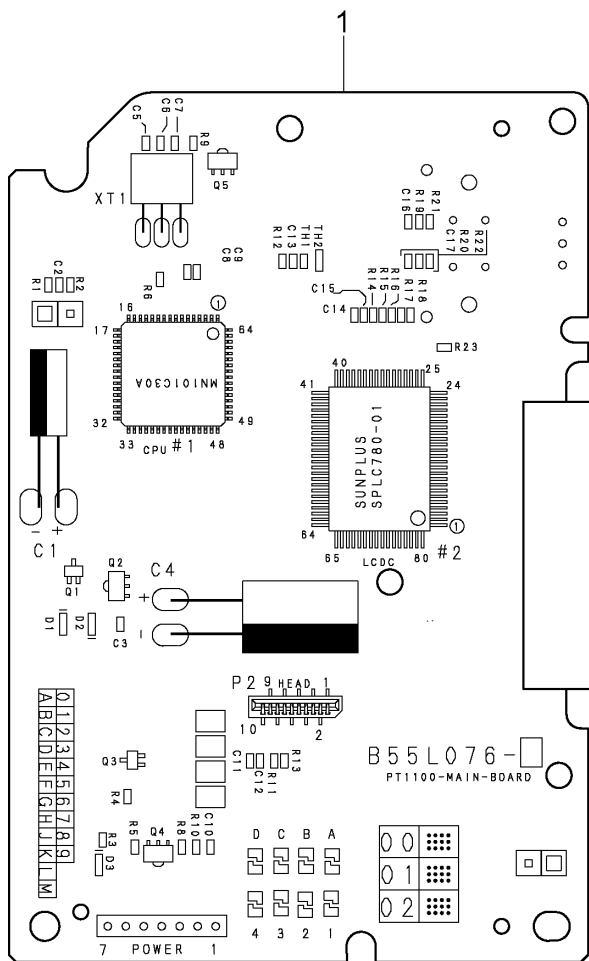 1
C5
C6
C7
R9
XT1
Q5
R12
C13
TH1
TH2
C16
R19
R21
C17
R20
R22
R17
R18
C8
C9
R1
C2
R2
R6
C15
R14
R15
R16
C14
16
1
17
64
MN101C30A
32
49
33
CPU
#1
48
R23
40
25
41
24
SUNPLUS
SPLC780-01
64
1
65
LCDC
80
#2
- +
C1
Q1
Q2
C4
+
-
D1
D2
C3
P2
9
HEAD
1
10
2
A B C D E F G H J K L M
0 1 2 3 4 5 6 7 8 9
Q3
R4
C11
C12
R11
R13
B55L076-
PT1100-MAIN-BOARD
R3
D3
R5
Q4
R8
R10
C10
D C B A
4 3 2 1
00
01
02
7 POWER 1